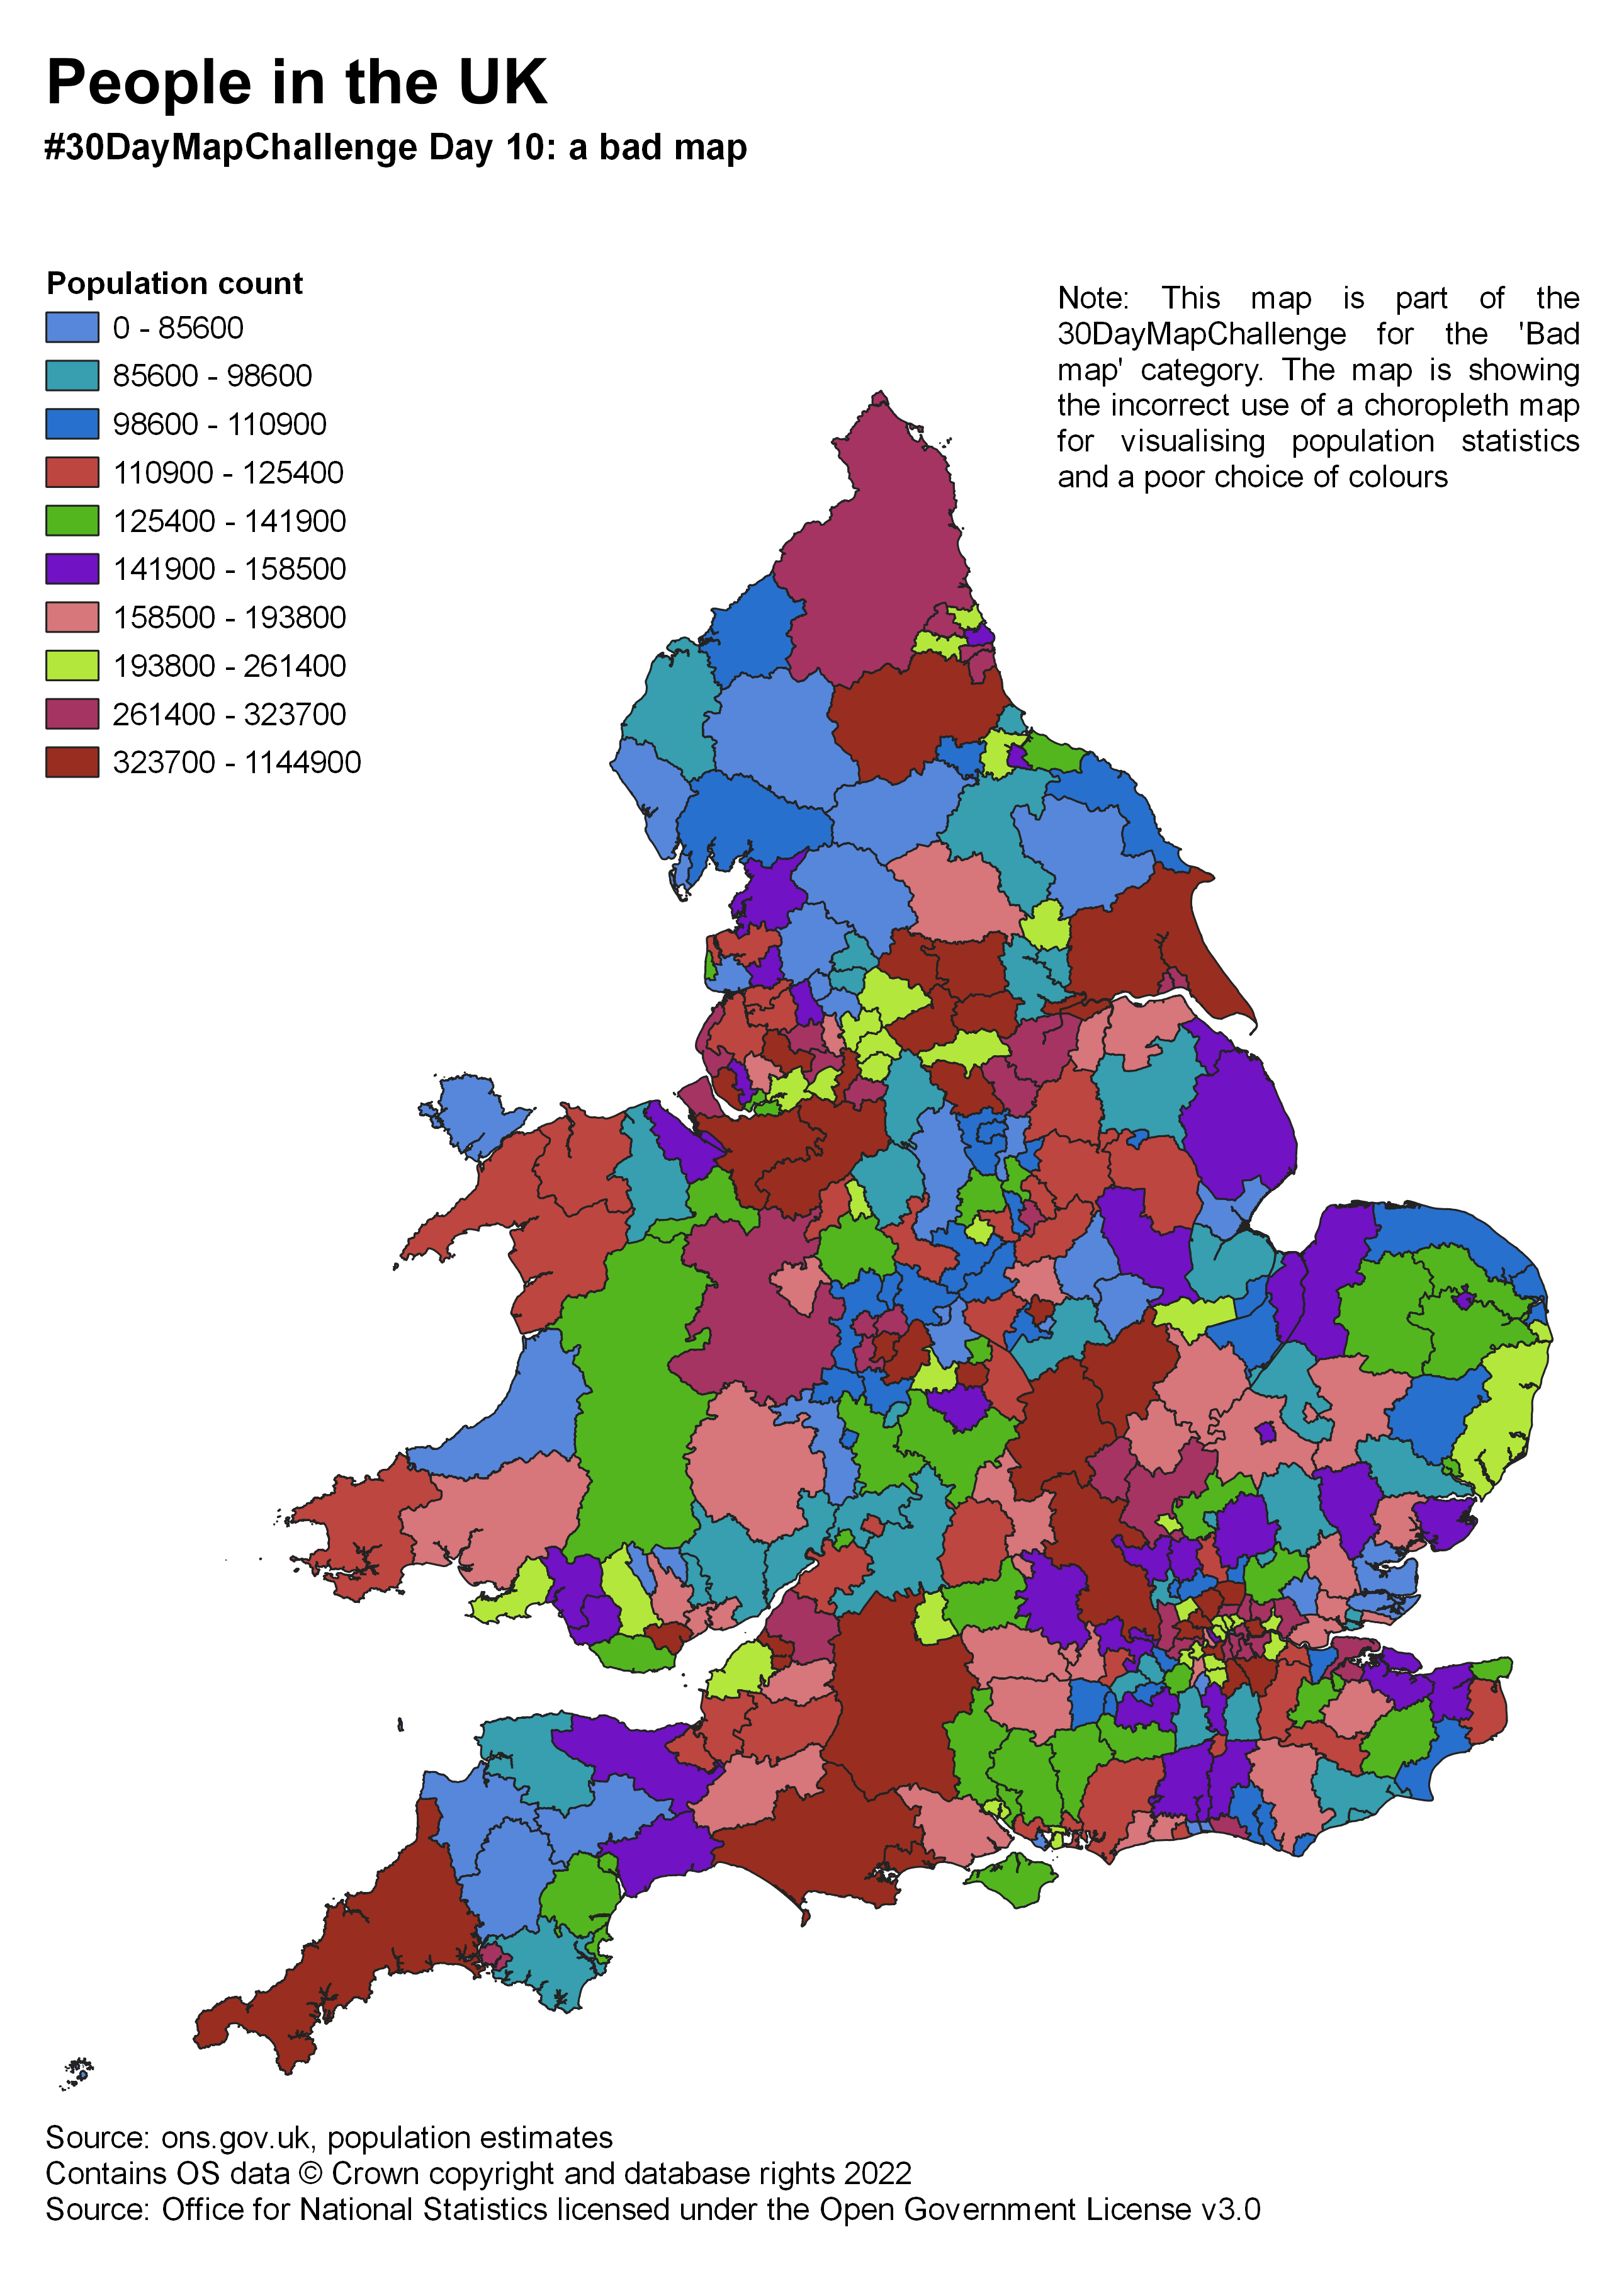 People in the UK
#30DayMapChallenge Day 10: a bad map
Population count
0 - 85600
85600 - 98600
98600 - 110900
110900 - 125400
125400 - 141900
141900 - 158500
158500 - 193800
193800 - 261400
261400 - 323700
323700 - 1144900
Note: This map is part of the
30DayMapChallenge for the 'Bad
map' category. The map is showing
the incorrect use of a choropleth map
for visualising population statistics
and a poor choice of colours
Source: ons.gov.uk, population estimates
Contains OS data © Crown copyright and database rights 2022
Source: Office for National Statistics licensed under the Open Government License v3.0